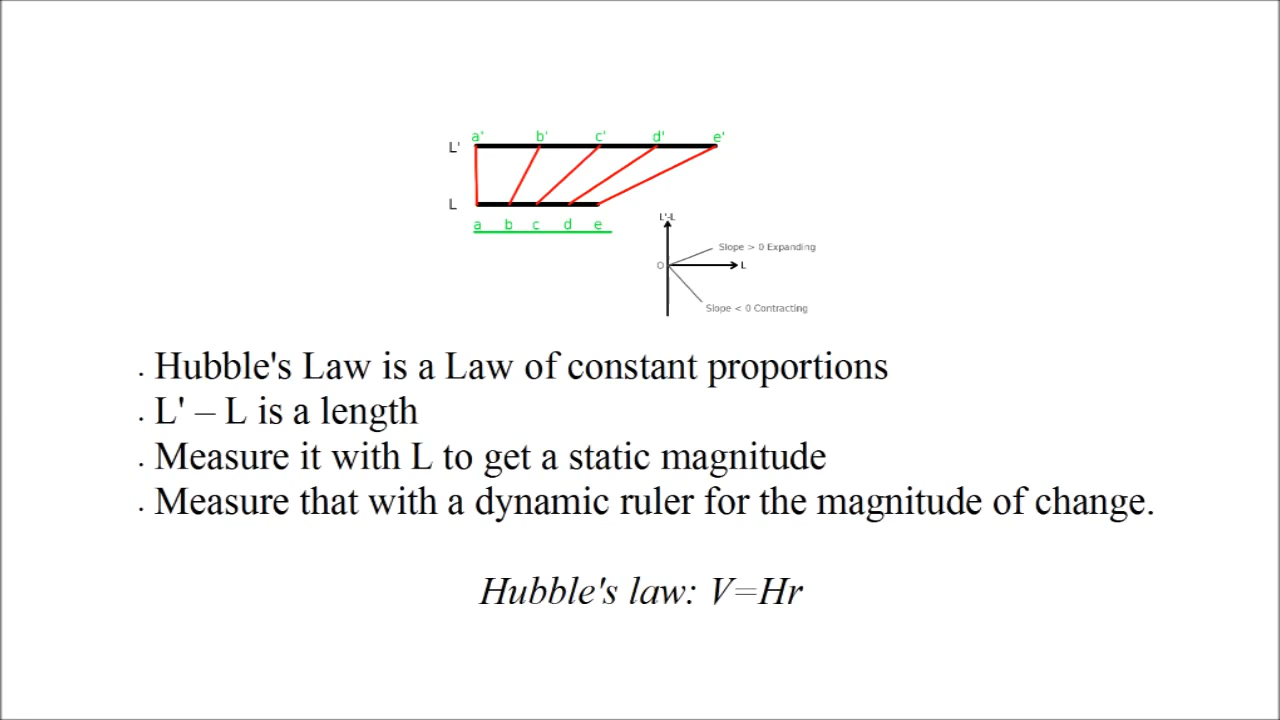 a' b' c' d' e'
L'
L
a b c d e
L'-L
Slope > 0 Expanding
O L
Slope < 0 Contracting
. Hubble's Law is a Law of constant proportions
. L' – L is a length
. Measure it with L to get a static magnitude
. Measure that with a dynamic ruler for the magnitude of change.
Hubble's law: V=Hr